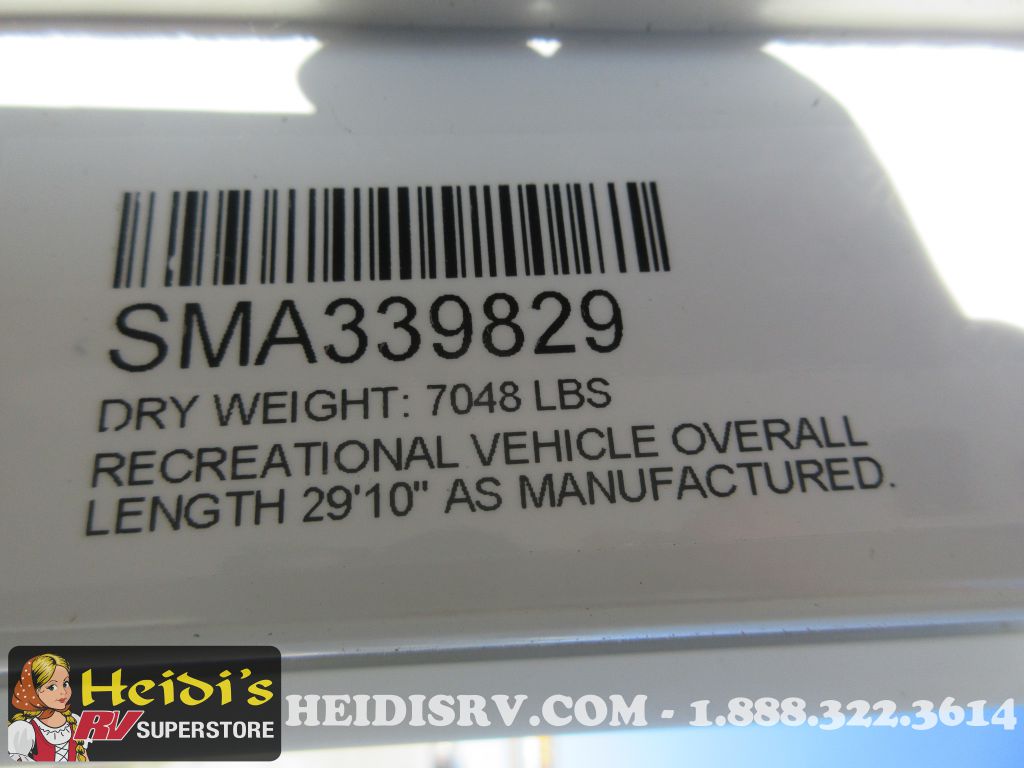 SMA339829
DRY WEIGHT: 7048 LBS
RECREATIONAL VEHICLE OVERALL
LENGTH 29'10" AS MANUFACTURED.
Heidi's
RV SUPERSTORE
HEIDISRV.COM - 1.888.322.3614